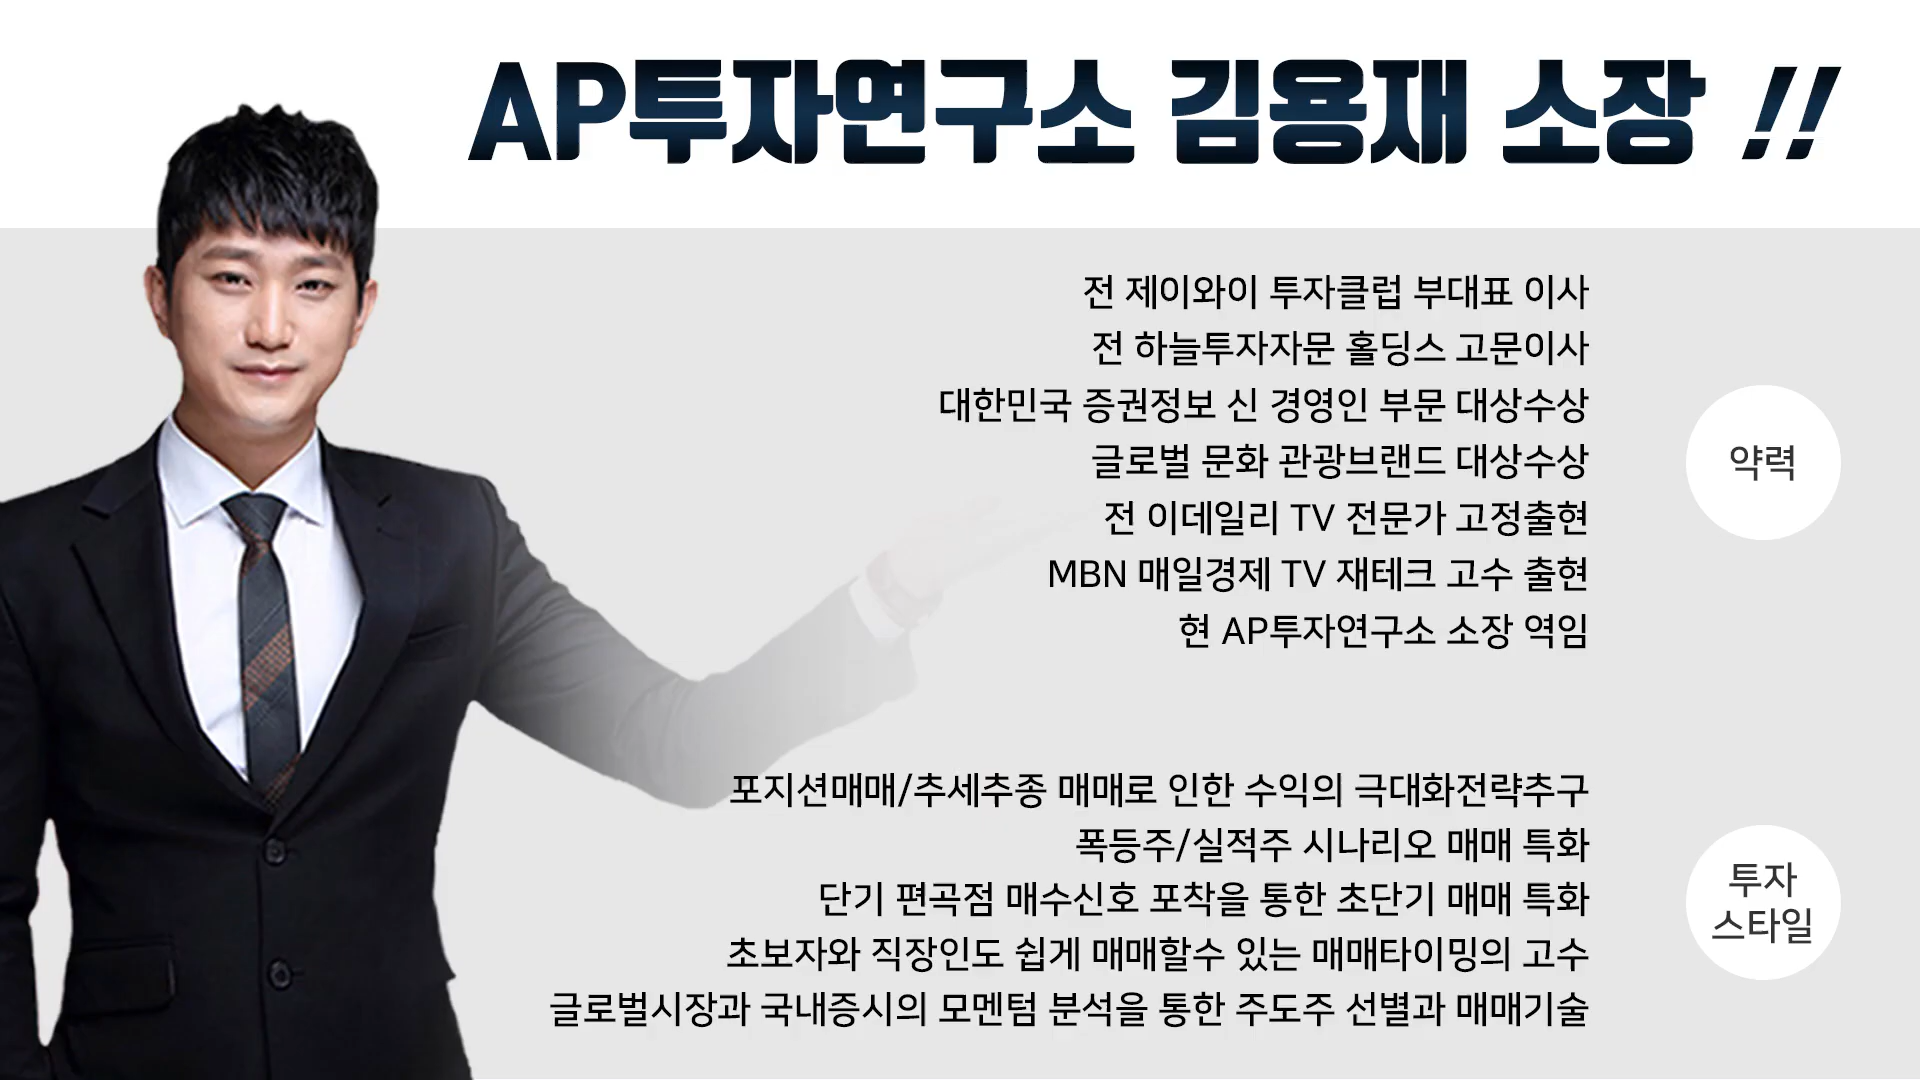 AP투자연구소 김용재 소장 !!
전 제이와이 투자클럽 부대표 이사
전 하늘투자자문 홀딩스 고문이사
대한민국 증권정보 신 경영인 부문 대상수상
글로벌 문화 관광브랜드 대상수상
전 이데일리 TV 전문가 고정출현
MBN 매일경제 TV 재테크 고수 출현
현 AP투자연구소 소장 역임
약력
포지션매매/추세추종 매매로 인한 수익의 극대화전략추구
폭등주/실적주 시나리오 매매 특화
단기 편곡점 매수신호 포착을 통한 초단기 매매 특화
초보자와 직장인도 쉽게 매매할수 있는 매매타이밍의 고수
글로벌시장과 국내증시의 모멘텀 분석을 통한 주도주 선별과 매매기술
투자
스타일